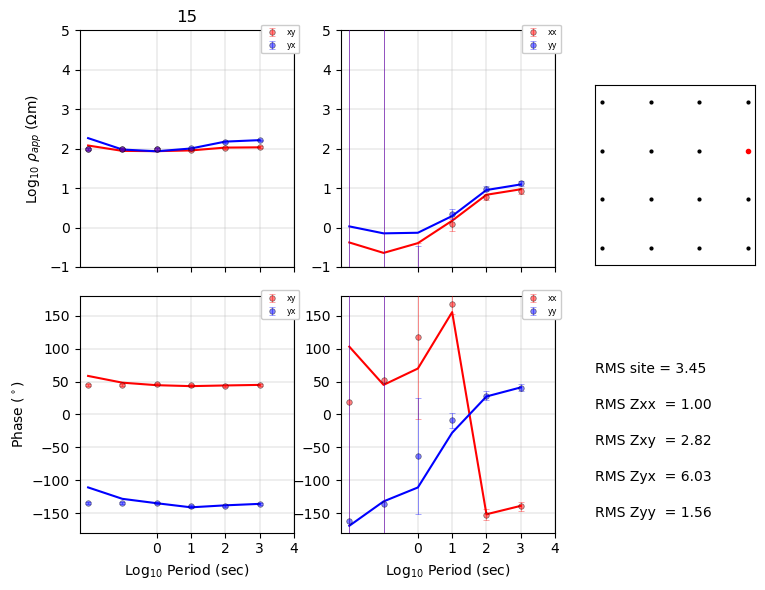 15
xy
yx
xx
yy
5
4
3
2
1
0
−1
Log10 ρapp (Ωm)
5
4
3
2
1
0
−1
xy
yx
xx
yy
150
100
50
0
−50
−100
−150
Phase (°)
150
100
50
0
−50
−100
−150
0 1 2 3 4
Log10 Period (sec)
0 1 2 3 4
Log10 Period (sec)
RMS site = 3.45
RMS Zxx = 1.00
RMS Zxy = 2.82
RMS Zyx = 6.03
RMS Zyy = 1.56